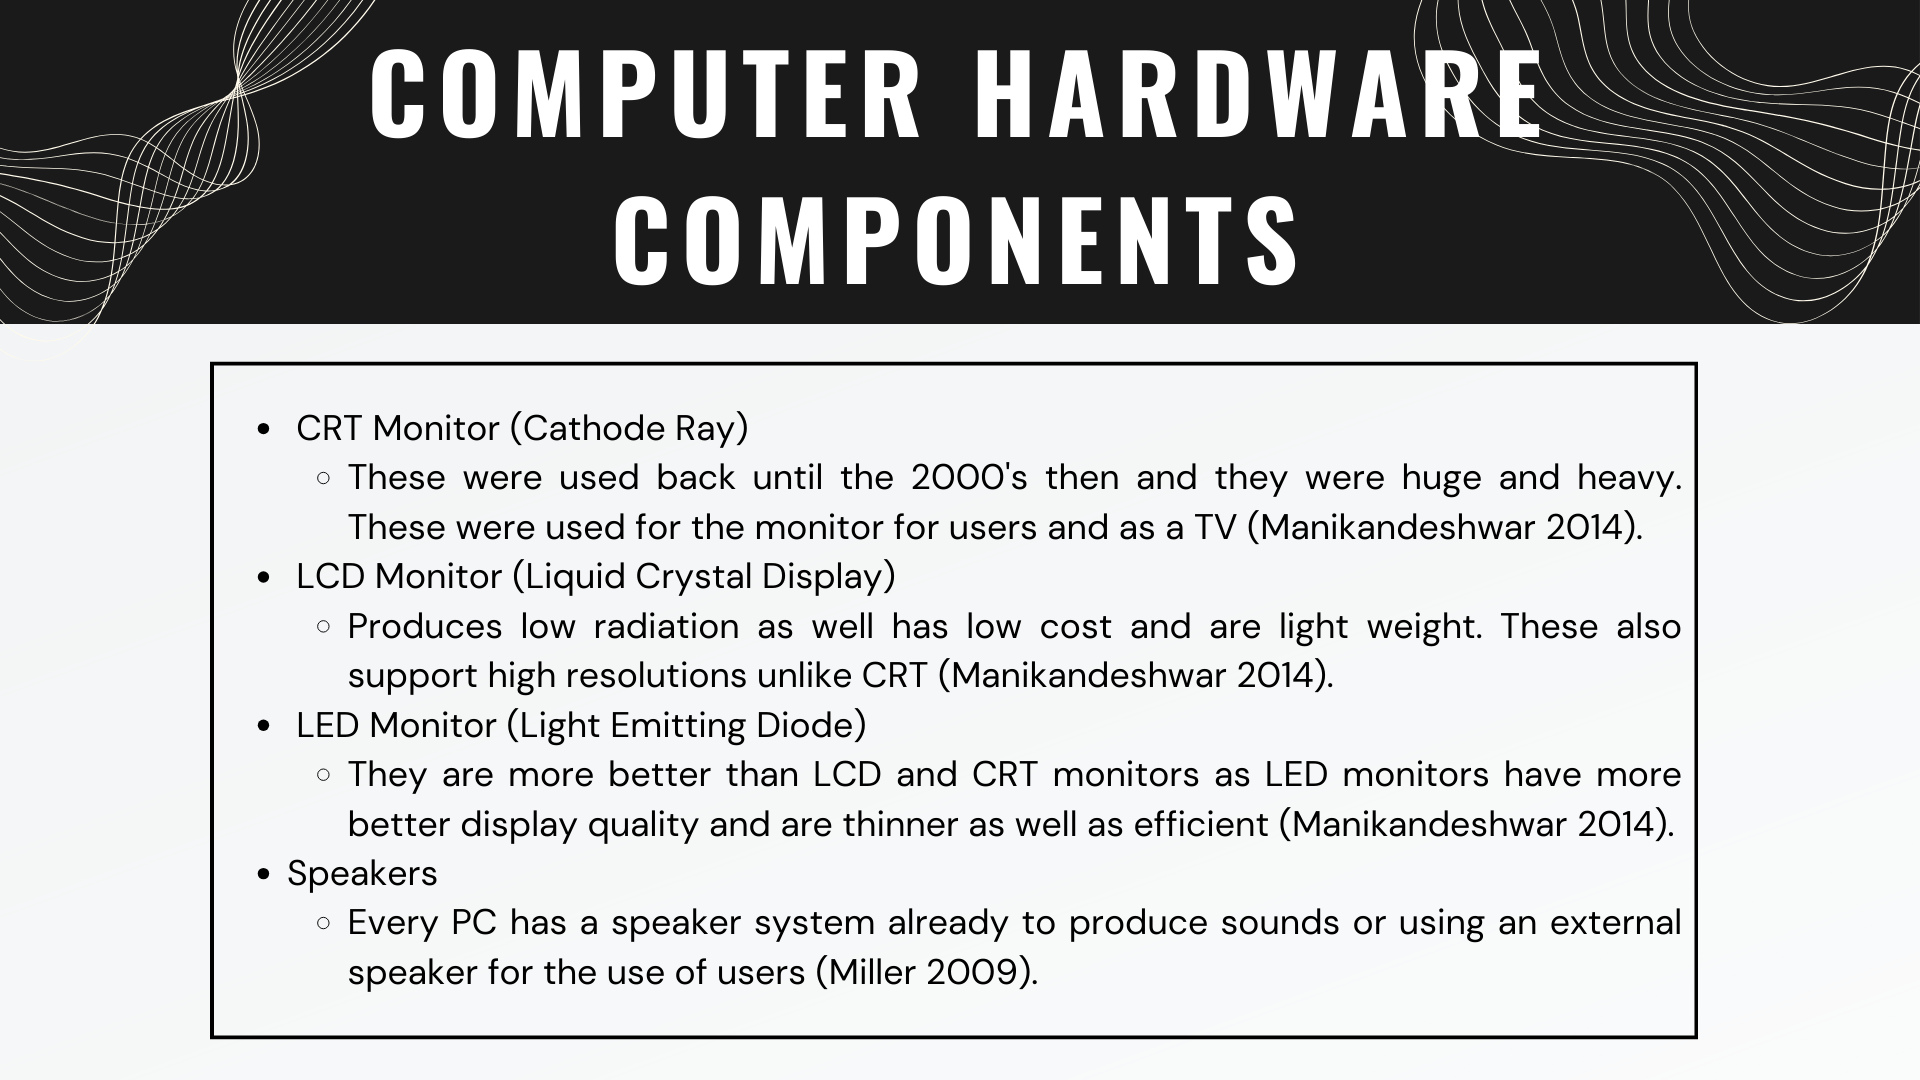 COMPUTER HARDWARE
COMPONENTS
• CRT Monitor (Cathode Ray)
○ These were used back until the 2000's then and they were huge and heavy.
These were used for the monitor for users and as a TV (Manikandeshwar 2014).
• LCD Monitor (Liquid Crystal Display)
○ Produces low radiation as well has low cost and are light weight. These also
support high resolutions unlike CRT (Manikandeshwar 2014).
• LED Monitor (Light Emitting Diode)
○ They are more better than LCD and CRT monitors as LED monitors have more
better display quality and are thinner as well as efficient (Manikandeshwar 2014).
• Speakers
○ Every PC has a speaker system already to produce sounds or using an external
speaker for the use of users (Miller 2009).